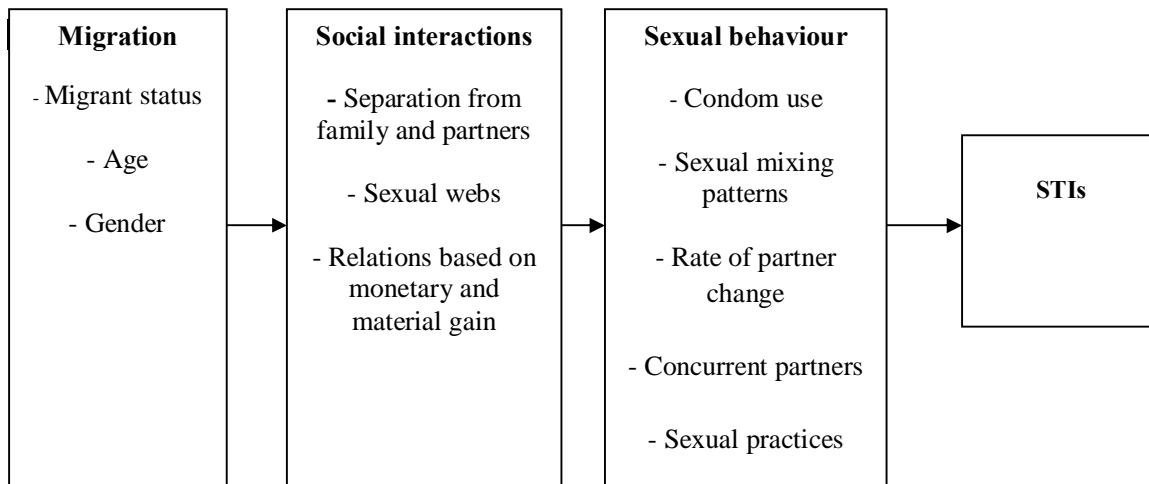 Migration
- Migrant status
- Age
- Gender
Social interactions
- Separation from
family and partners
- Sexual webs
- Relations based on
monetary and
material gain
Sexual behaviour
- Condom use
- Sexual mixing
patterns
- Rate of partner
change
- Concurrent partners
- Sexual practices
STIs